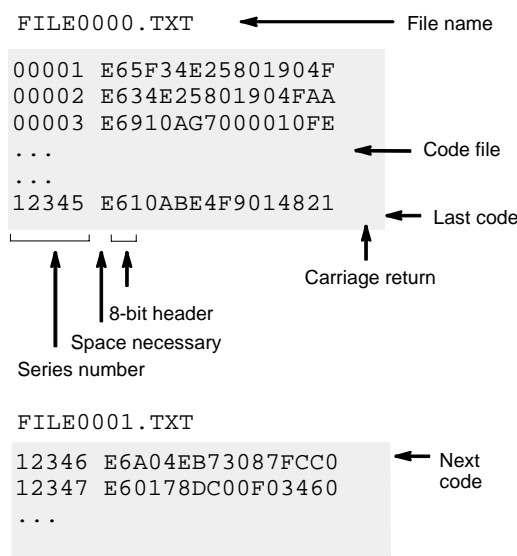 FILE0000.TXT
File name
00001 E65F34E25801904F
00002 E634E25801904FAA
00003 E6910AG7000010FE
...
Code file
...
12345 E610ABE4F9014821
Last code
Carriage return
8-bit header
Space necessary
Series number
FILE0001.TXT
12346 E6A04EB73087FCC0
12347 E60178DC00F03460
...
Next
code